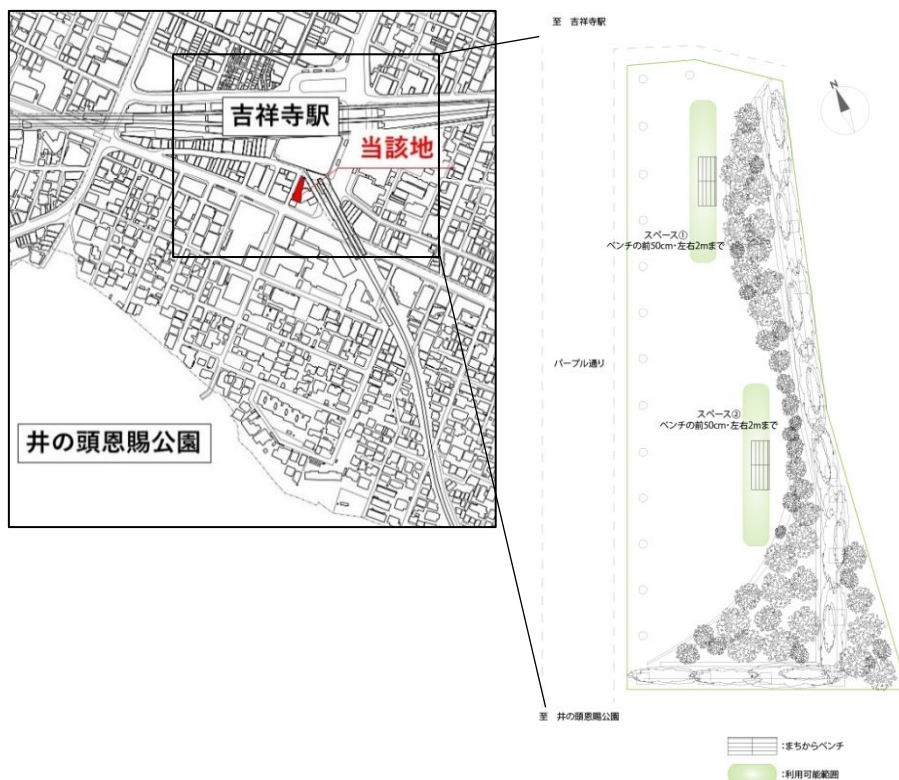 吉祥寺駅
当該地
井の頭恩賜公園
至　吉祥寺駅
N
スペース①
ベンチの前50cm・左右2mまで
パープル通り
スペース②
ベンチの前50cm・左右2mまで
至　井の頭恩賜公園
:まちからベンチ
:利用可能範囲